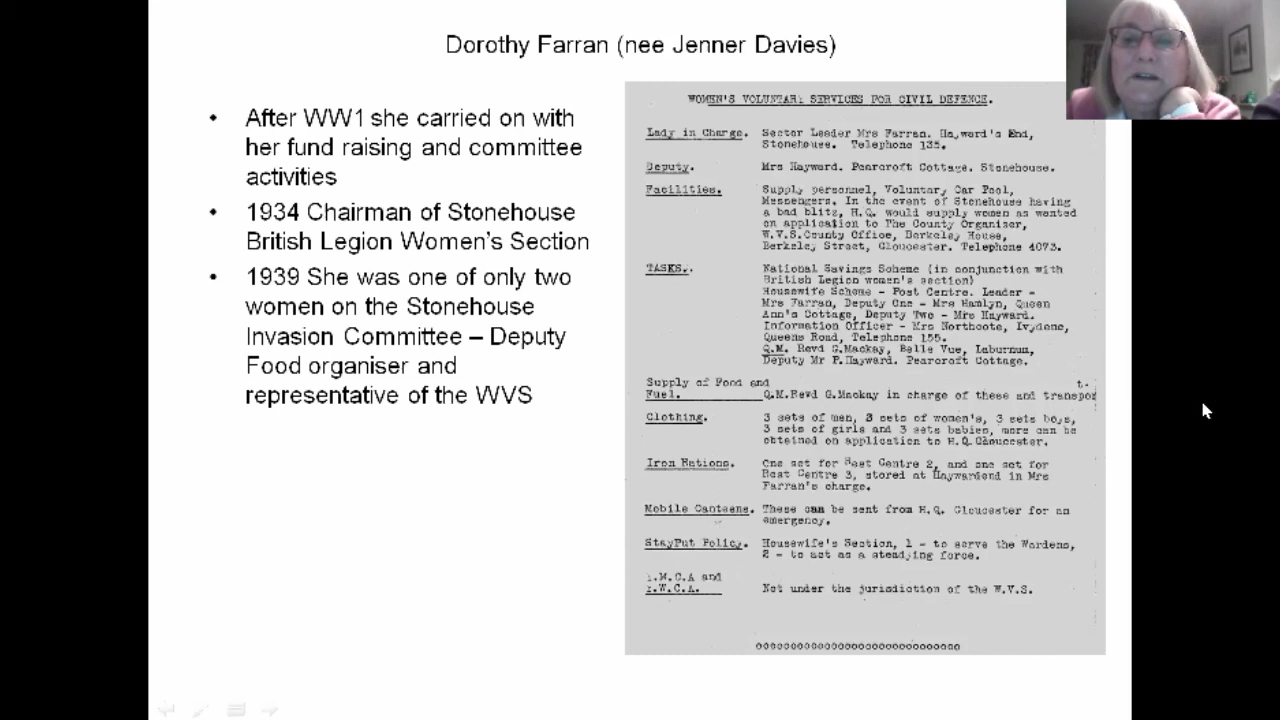 Dorothy Farran (nee Jenner Davies)
• After WW1 she carried on with
her fund raising and committee
activities
• 1934 Chairman of Stonehouse
British Legion Women's Section
• 1939 She was one of only two
women on the Stonehouse
Invasion Committee – Deputy
Food organiser and
representative of the WVS
WOMEN'S VOLUNTARY SERVICES FOR CIVIL DEFENCE.
Lady in Charge. Sector Leader Mrs Farran. Hayward's End,
Stonehouse. Telephone 135.
Deputy. Mrs Hayward. Pearcroft Cottage. Stonehouse.
Facilities. Supply personnel, Voluntary Car Pool,
Messengers. In the event of Stonehouse having
a bad blitz, H.Q. would supply women as wanted
on application to The County Organiser,
W.V.S.County Office, Berkeley House,
Berkeley Street, Gloucester. Telephone 4073.
TASKS. National Savings Scheme (in conjunction with
British Legion women's section)
Housewife Scheme - Post Centre. Leader -
Mrs Farran, Deputy One - Mrs Hamlyn, Queen
Ann's Cottage, Deputy Two - Mrs Hayward.
Information Officer - Mrs Northcote, Ivydene,
Queens Road, Telephone 155.
Q.M. Revd G.Mackay, Belle Vue, Laburnum,
Deputy Mr P.Hayward. Pearcroft Cottage.
Supply of Food and t.
Fuel. Q.M.Revd G.Mackay in charge of these and transpor
Clothing. 3 sets of men, 3 sets of women's, 3 sets boys,
3 sets of girls and 3 sets babies, more can be
obtained on application to H.Q.Gloucester.
Iron Rations. One set for Rest Centre 2, and one set for
Rest Centre 3, stored at Haywardend in Mrs
Farran's charge.
Mobile Canteens. These can be sent from H.Q. Gloucester for an
emergency.
StayPut Policy. Housewife's Section, 1 - to serve the Wardens,
2 - to act as a steadying force.
Y.M.C.A and
Y.W.C.A. Not under the jurisdiction of the W.V.S.